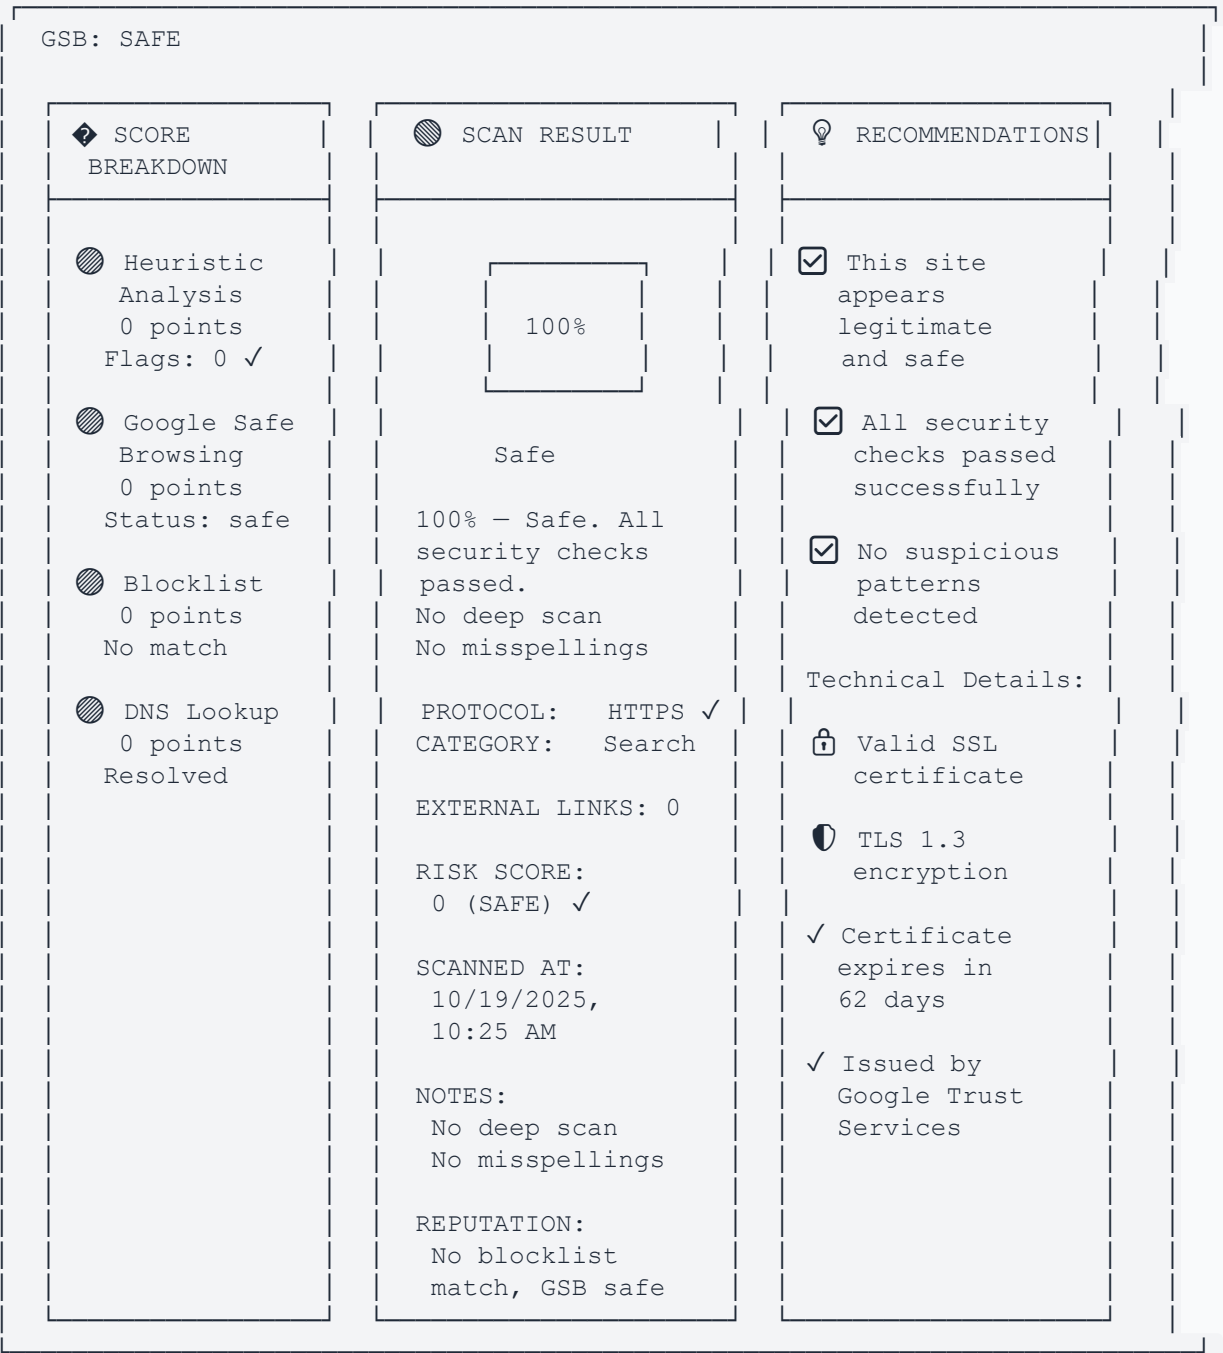 GSB: SAFE
SCORE
BREAKDOWN
Heuristic
Analysis
0 points
Flags: 0 ✓
Google Safe
Browsing
0 points
Status: safe
Blocklist
0 points
No match
DNS Lookup
0 points
Resolved
SCAN RESULT
100%
Safe
100% — Safe. All
security checks
passed.
No deep scan
No misspellings
PROTOCOL: HTTPS ✓
CATEGORY: Search
EXTERNAL LINKS: 0
RISK SCORE:
0 (SAFE) ✓
SCANNED AT:
10/19/2025,
10:25 AM
NOTES:
No deep scan
No misspellings
REPUTATION:
No blocklist
match, GSB safe
RECOMMENDATIONS
This site
appears
legitimate
and safe
All security
checks passed
successfully
No suspicious
patterns
detected
Technical Details:
Valid SSL
certificate
TLS 1.3
encryption
✓ Certificate
expires in
62 days
✓ Issued by
Google Trust
Services